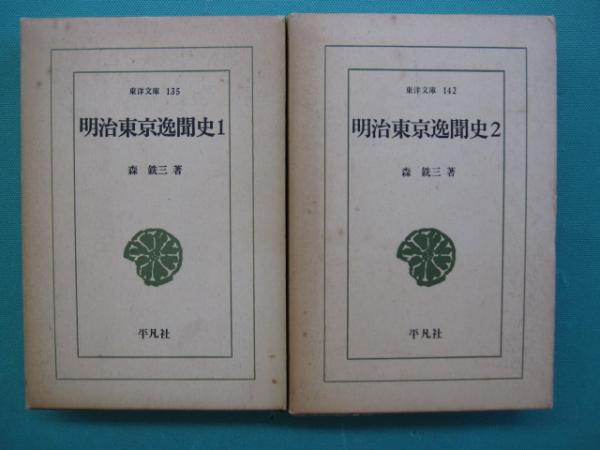 東洋文庫 135
明治東京逸聞史1
森 銑三 著
平凡社
東洋文庫 142
明治東京逸聞史2
森 銑三 著
平凡社